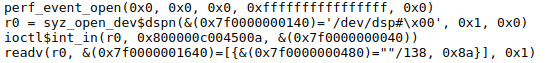 perf_event_open(0x0, 0x0, 0x0, 0xffffffffffffffff, 0x0)
r0 = syz_open_dev$dspn(&(0x7f0000000140)='/dev/dsp#\x00', 0x1, 0x0)
ioctl$int_in(r0, 0x800000c004500a, &(0x7f0000000040))
readv(r0, &(0x7f0000001640)=[{&(0x7f0000000480)=""/138, 0x8a}], 0x1)